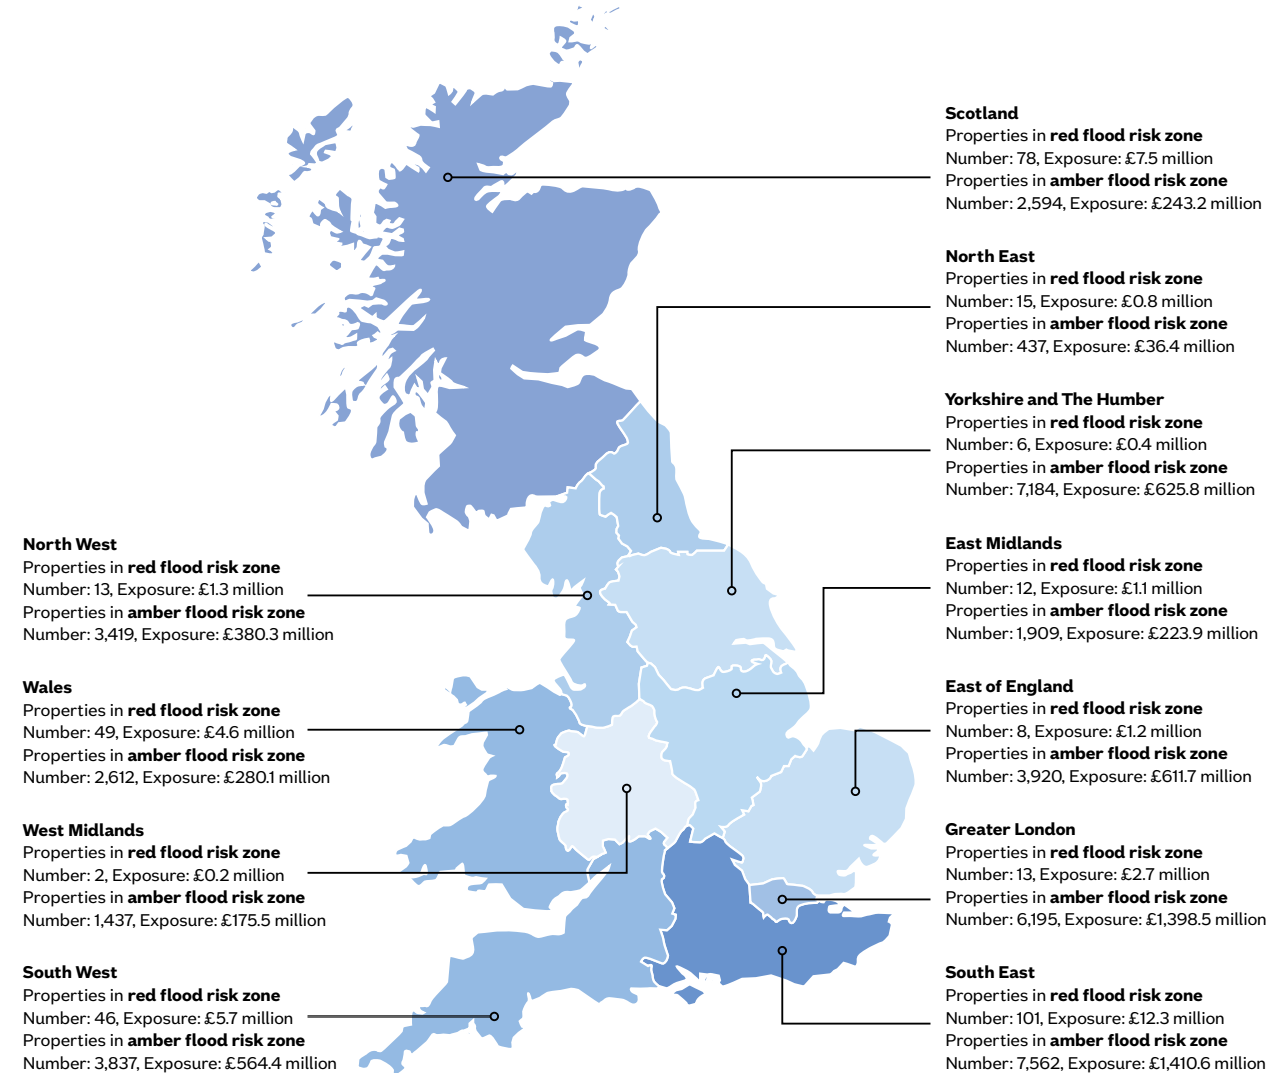 Scotland
Properties in red flood risk zone
Number: 78, Exposure: £7.5 million
Properties in amber flood risk zone
Number: 2,594, Exposure: £243.2 million
North East
Properties in red flood risk zone
Number: 15, Exposure: £0.8 million
Properties in amber flood risk zone
Number: 437, Exposure: £36.4 million
Yorkshire and The Humber
Properties in red flood risk zone
Number: 6, Exposure: £0.4 million
Properties in amber flood risk zone
Number: 7,184, Exposure: £625.8 million
East Midlands
Properties in red flood risk zone
Number: 12, Exposure: £1.1 million
Properties in amber flood risk zone
Number: 1,909, Exposure: £223.9 million
East of England
Properties in red flood risk zone
Number: 8, Exposure: £1.2 million
Properties in amber flood risk zone
Number: 3,920, Exposure: £611.7 million
Greater London
Properties in red flood risk zone
Number: 13, Exposure: £2.7 million
Properties in amber flood risk zone
Number: 6,195, Exposure: £1,398.5 million
South East
Properties in red flood risk zone
Number: 101, Exposure: £12.3 million
Properties in amber flood risk zone
Number: 7,562, Exposure: £1,410.6 million
North West
Properties in red flood risk zone
Number: 13, Exposure: £1.3 million
Properties in amber flood risk zone
Number: 3,419, Exposure: £380.3 million
Wales
Properties in red flood risk zone
Number: 49, Exposure: £4.6 million
Properties in amber flood risk zone
Number: 2,612, Exposure: £280.1 million
West Midlands
Properties in red flood risk zone
Number: 2, Exposure: £0.2 million
Properties in amber flood risk zone
Number: 1,437, Exposure: £175.5 million
South West
Properties in red flood risk zone
Number: 46, Exposure: £5.7 million
Properties in amber flood risk zone
Number: 3,837, Exposure: £564.4 million